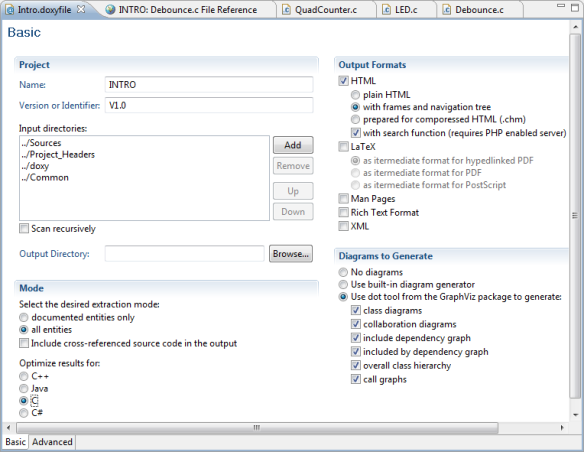 Intro.doxyfile
INTRO: Debounce.c File Reference
QuadCounter.c
LED.c
Debounce.c
Basic
Project
Name:
INTRO
Version or Identifier:
V1.0
Input directories:
../Sources
../Project_Headers
../doxy
../Common
Add
Remove
Up
Down
Scan recursively
Output Directory:
Browse...
Mode
Select the desired extraction mode:
documented entities only
all entities
Include cross-referenced source code in the output
Optimize results for:
C++
Java
C
C#
Output Formats
HTML
plain HTML
with frames and navigation tree
prepared for comporessed HTML (.chm)
with search function (requires PHP enabled server)
LaTeX
as itermediate format for hypedlinked PDF
as itermediate format for PDF
as itermediate format for PostScript
Man Pages
Rich Text Format
XML
Diagrams to Generate
No diagrams
Use built-in diagram generator
Use dot tool from the GraphViz package to generate:
class diagrams
collaboration diagrams
include dependency graph
included by dependency graph
overall class hierarchy
call graphs
Basic
Advanced